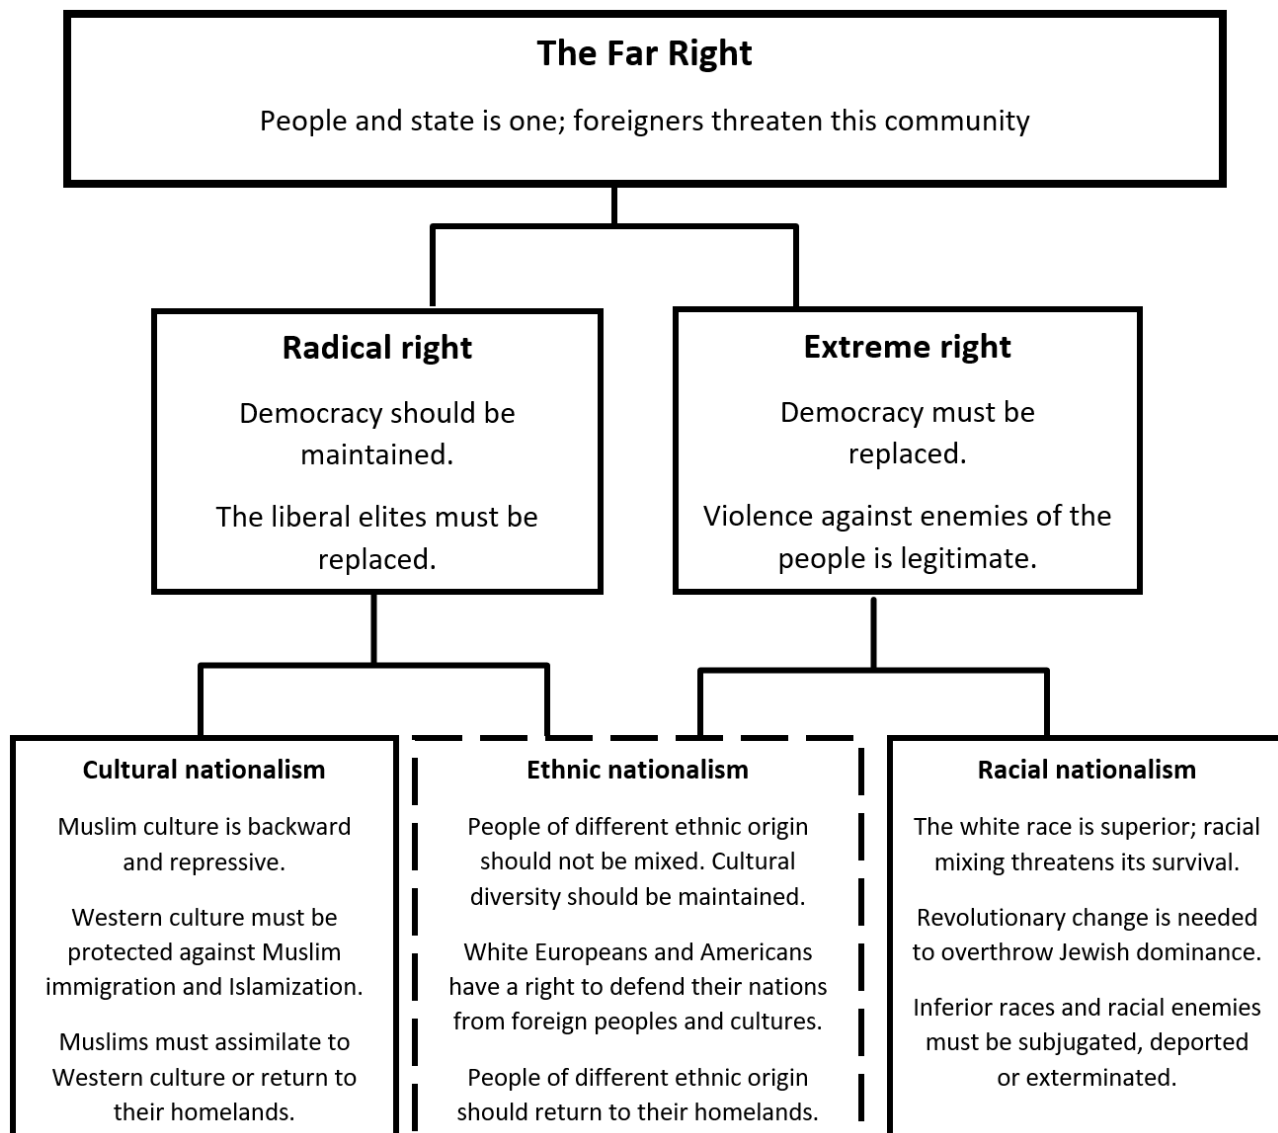 The Far Right
People and state is one; foreigners threaten this community
Radical right
Democracy should be
maintained.
The liberal elites must be
replaced.
Extreme right
Democracy must be
replaced.
Violence against enemies of the
people is legitimate.
Cultural nationalism
Muslim culture is backward
and repressive.
Western culture must be
protected against Muslim
immigration and Islamization.
Muslims must assimilate to
Western culture or return to
their homelands.
Ethnic nationalism
People of different ethnic origin
should not be mixed. Cultural
diversity should be maintained.
White Europeans and Americans
have a right to defend their nations
from foreign peoples and cultures.
People of different ethnic origin
should return to their homelands.
Racial nationalism
The white race is superior; racial
mixing threatens its survival.
Revolutionary change is needed
to overthrow Jewish dominance.
Inferior races and racial enemies
must be subjugated, deported
or exterminated.